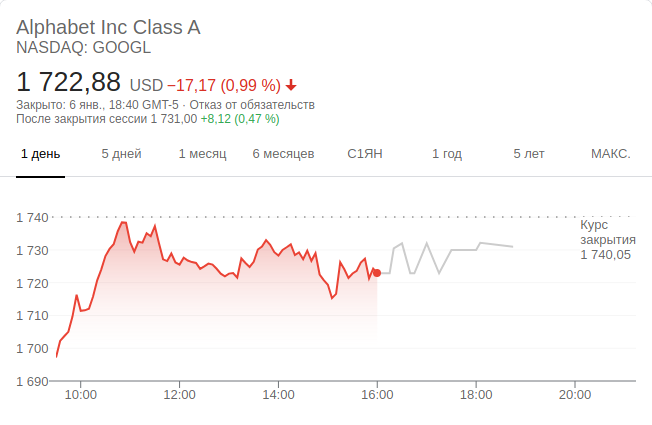 Alphabet Inc Class A
NASDAQ: GOOGL
1 722,88 USD −17,17 (0,99 %)
Закрыто: 6 янв., 18:40 GMT-5 · Отказ от обязательств
После закрытия сессии 1 731,00 +8,12 (0,47 %)
1 день 5 дней 1 месяц 6 месяцев С1ЯН 1 год 5 лет МАКС.
1 740
Курс
закрытия
1 740,05
1 730
1 720
1 710
1 700
1 690
10:00 12:00 14:00 16:00 18:00 20:00